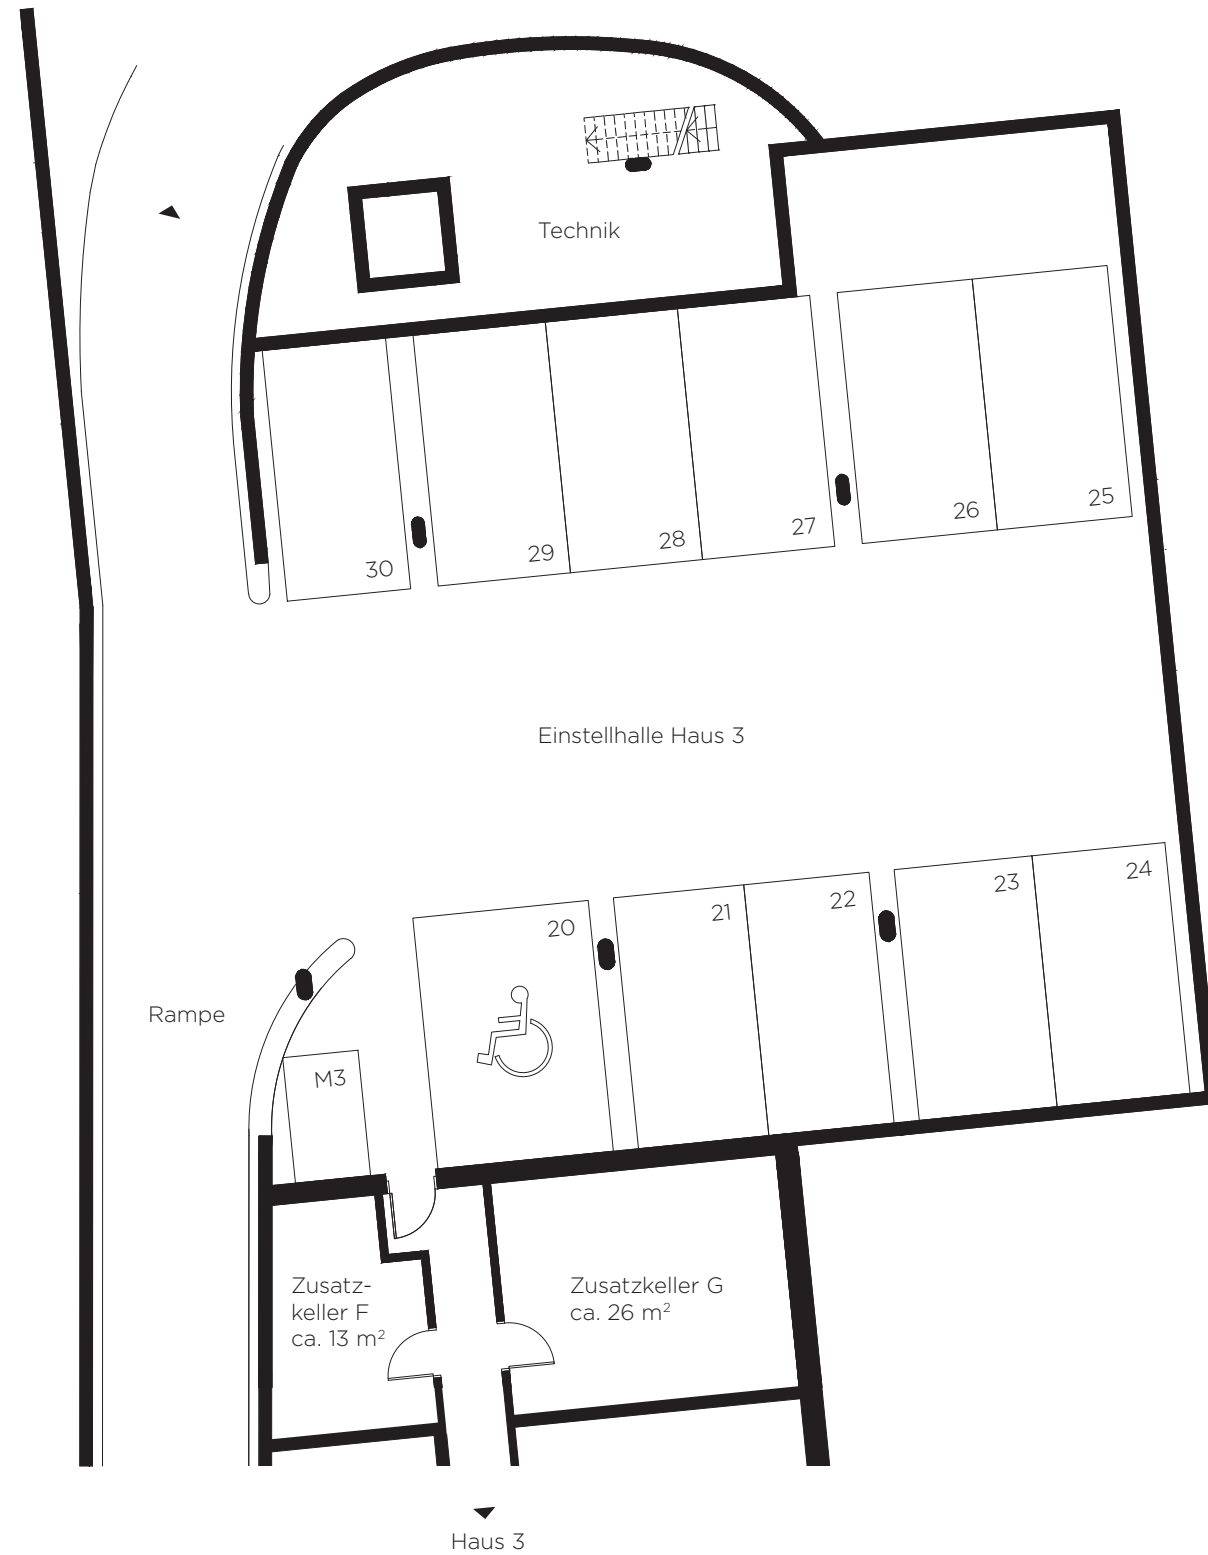 Technik
25
26
27
28
29
30
Einstellhalle Haus 3
24
23
22
21
20
Rampe
M3
Zusatz-
keller F
ca. 13 m²
Zusatzkeller G
ca. 26 m²
Haus 3